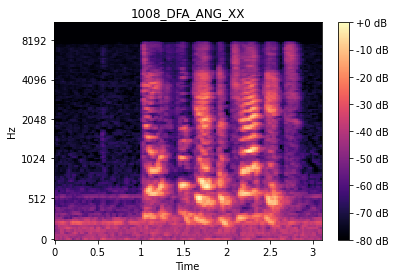 1008_DFA_ANG_XX
+0 dB
8192
-10 dB
4096
-20 dB
-30 dB
2048
Hz
-40 dB
1024
-50 dB
512
-60 dB
-70 dB
0
-80 dB
0 0.5 1 1.5 2 2.5 3
Time